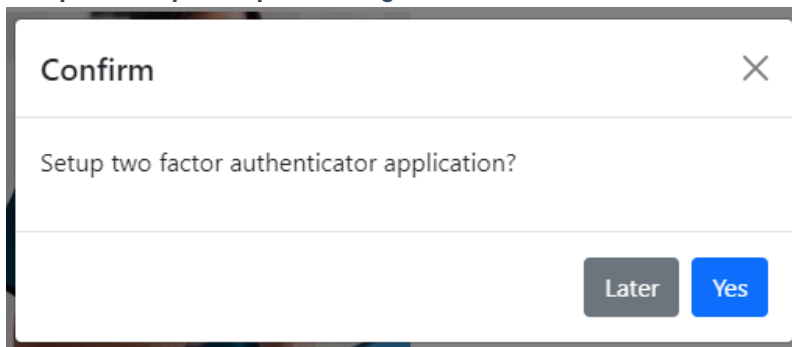 Confirm
Setup two factor authenticator application?
Later
Yes